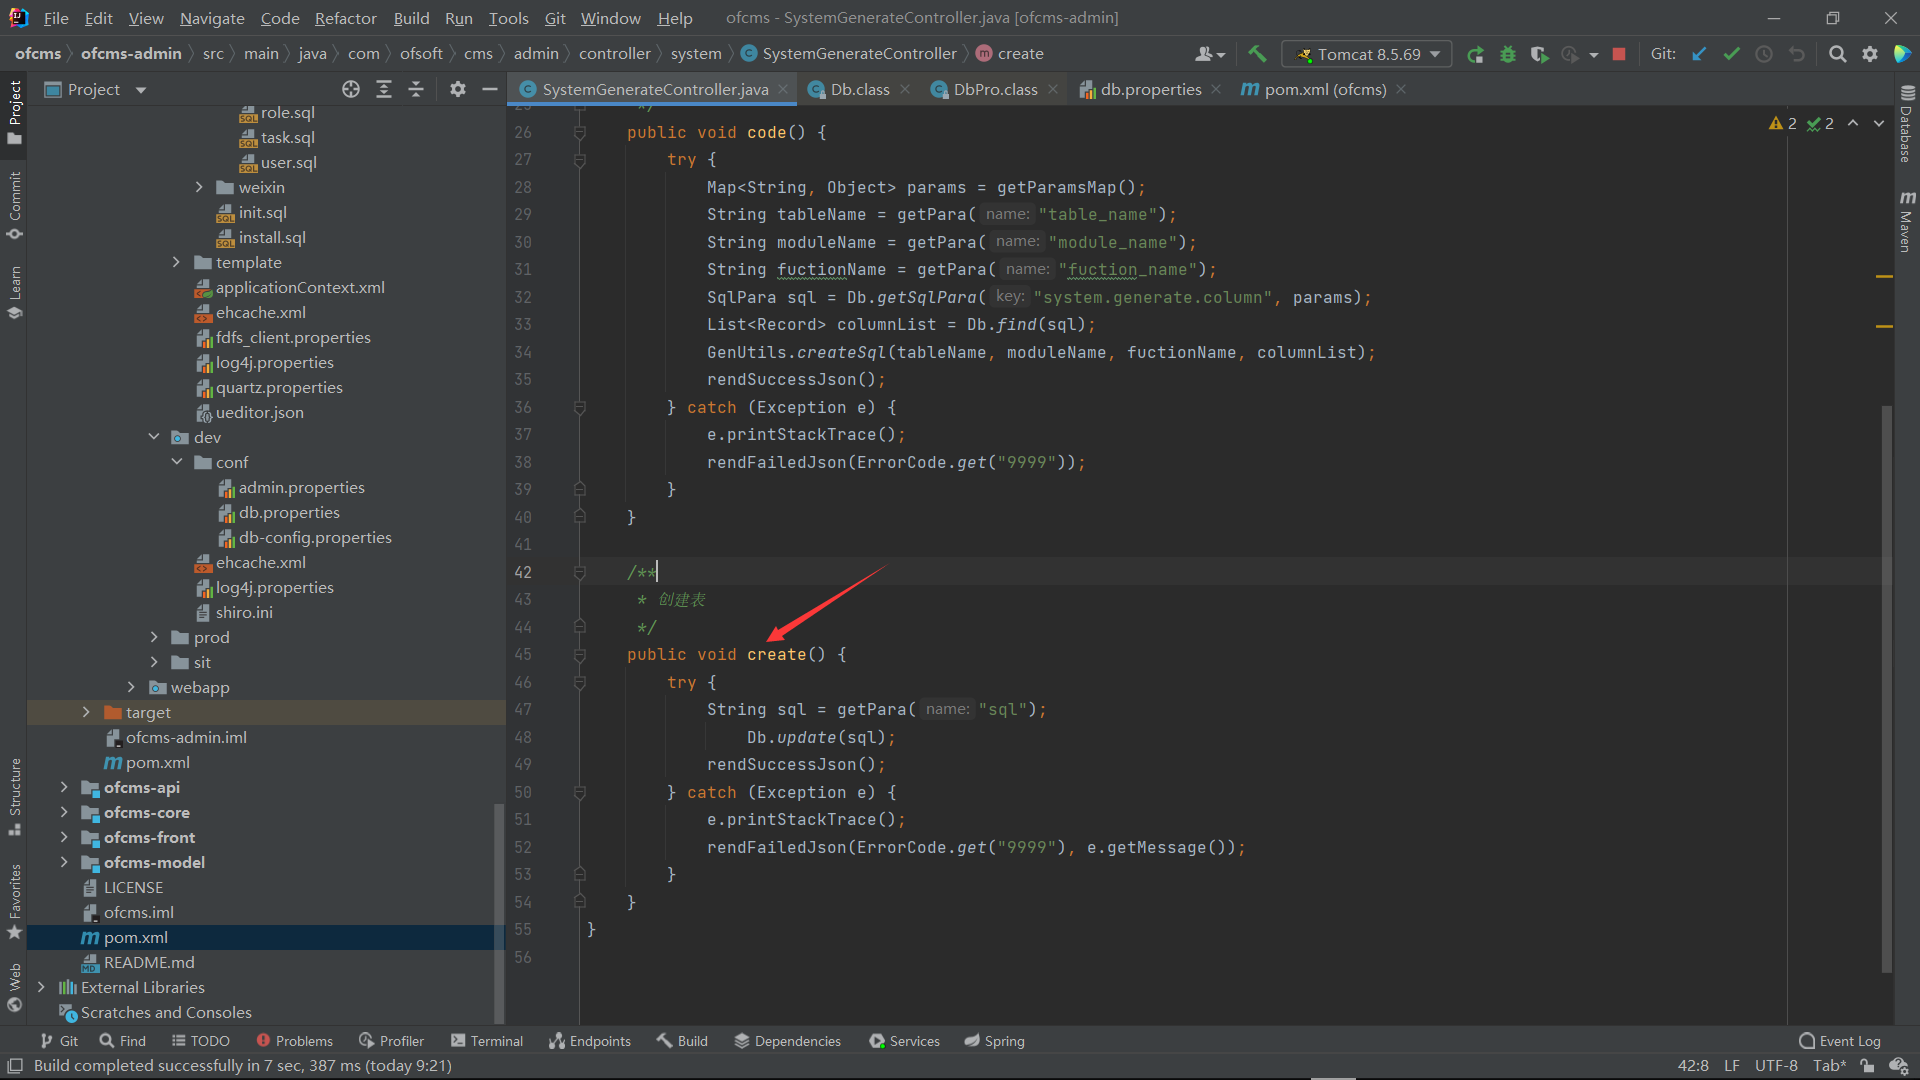 File Edit View Navigate Code Refactor Build Run Tools Git Window Help ofcms - SystemGenerateController.java [ofcms-admin]
ofcms ofcms-admin src main java com ofsoft cms admin controller system SystemGenerateController create Tomcat 8.5.69 Git:
Project
SystemGenerateController.java Db.class DbPro.class db.properties pom.xml (ofcms)
Project
Commit
Learn
Structure
Favorites
Web
role.sql
task.sql
user.sql
weixin
init.sql
install.sql
template
applicationContext.xml
ehcache.xml
fdfs_client.properties
log4j.properties
quartz.properties
ueditor.json
dev
conf
admin.properties
db.properties
db-config.properties
ehcache.xml
log4j.properties
shiro.ini
prod
sit
webapp
target
ofcms-admin.iml
pom.xml
ofcms-api
ofcms-core
ofcms-front
ofcms-model
LICENSE
ofcms.iml
pom.xml
README.md
External Libraries
Scratches and Consoles
25 */
26 public void code() {
27 try {
28 Map<String, Object> params = getParamsMap();
29 String tableName = getPara( name: "table_name");
30 String moduleName = getPara( name: "module_name");
31 String fuctionName = getPara( name: "fuction_name");
32 SqlPara sql = Db.getSqlPara( key: "system.generate.column", params);
33 List<Record> columnList = Db.find(sql);
34 GenUtils.createSql(tableName, moduleName, fuctionName, columnList);
35 rendSuccessJson();
36 } catch (Exception e) {
37 e.printStackTrace();
38 rendFailedJson(ErrorCode.get("9999"));
39 }
40 }
41
42 /**
43 * 创建表
44 */
45 public void create() {
46 try {
47 String sql = getPara( name: "sql");
48 Db.update(sql);
49 rendSuccessJson();
50 } catch (Exception e) {
51 e.printStackTrace();
52 rendFailedJson(ErrorCode.get("9999"), e.getMessage());
53 }
54 }
55 }
56
2 2
Database
Maven
Git Find TODO Problems Profiler Terminal Endpoints Build Dependencies Services Spring Event Log
Build completed successfully in 7 sec, 387 ms (today 9:21) 42:8 LF UTF-8 Tab*